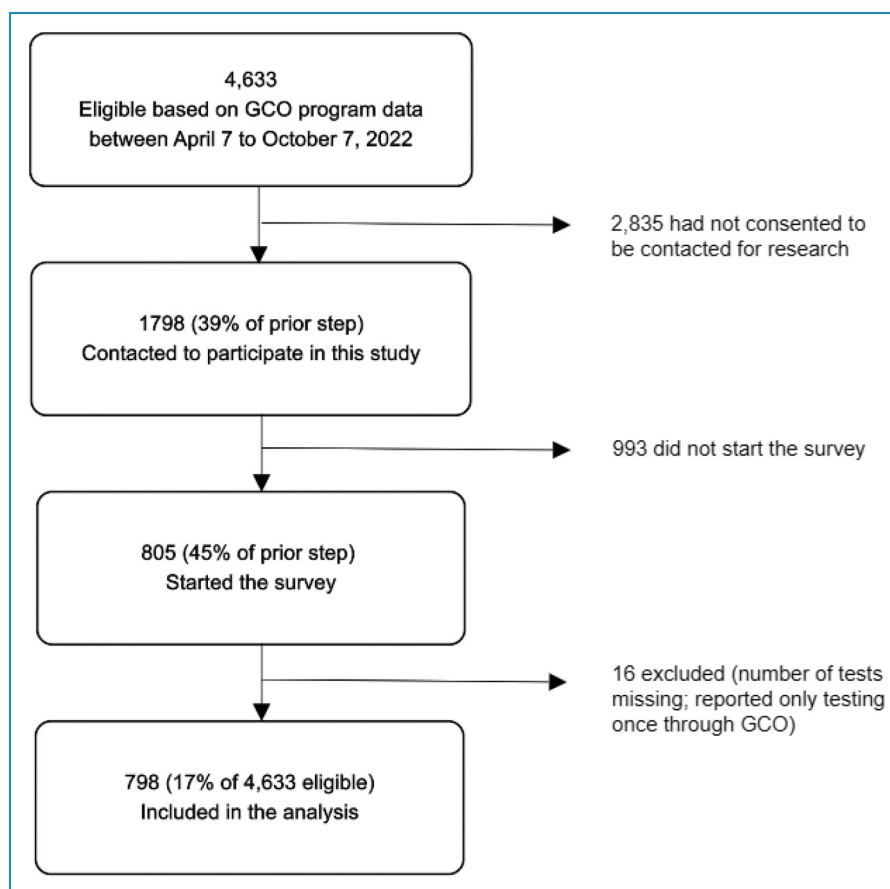 4,633
Eligible based on GCO program data
between April 7 to October 7, 2022
2,835 had not consented to
be contacted for research
1798 (39% of prior step)
Contacted to participate in this study
993 did not start the survey
805 (45% of prior step)
Started the survey
16 excluded (number of tests
missing; reported only testing
once through GCO)
798 (17% of 4,633 eligible)
Included in the analysis